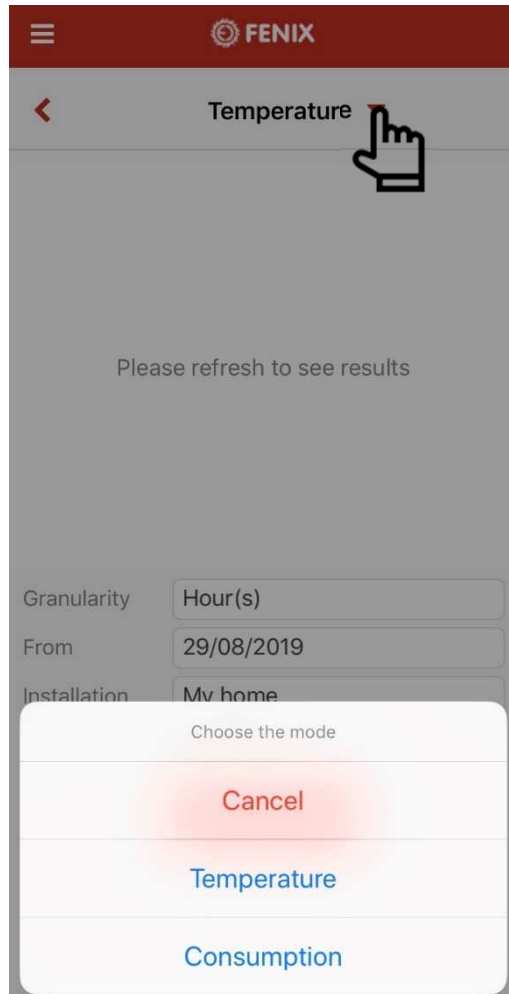 FENIX
Temperature
Please refresh to see results
Granularity Hour(s)
From 29/08/2019
Installation My home
Choose the mode
Cancel
Temperature
Consumption